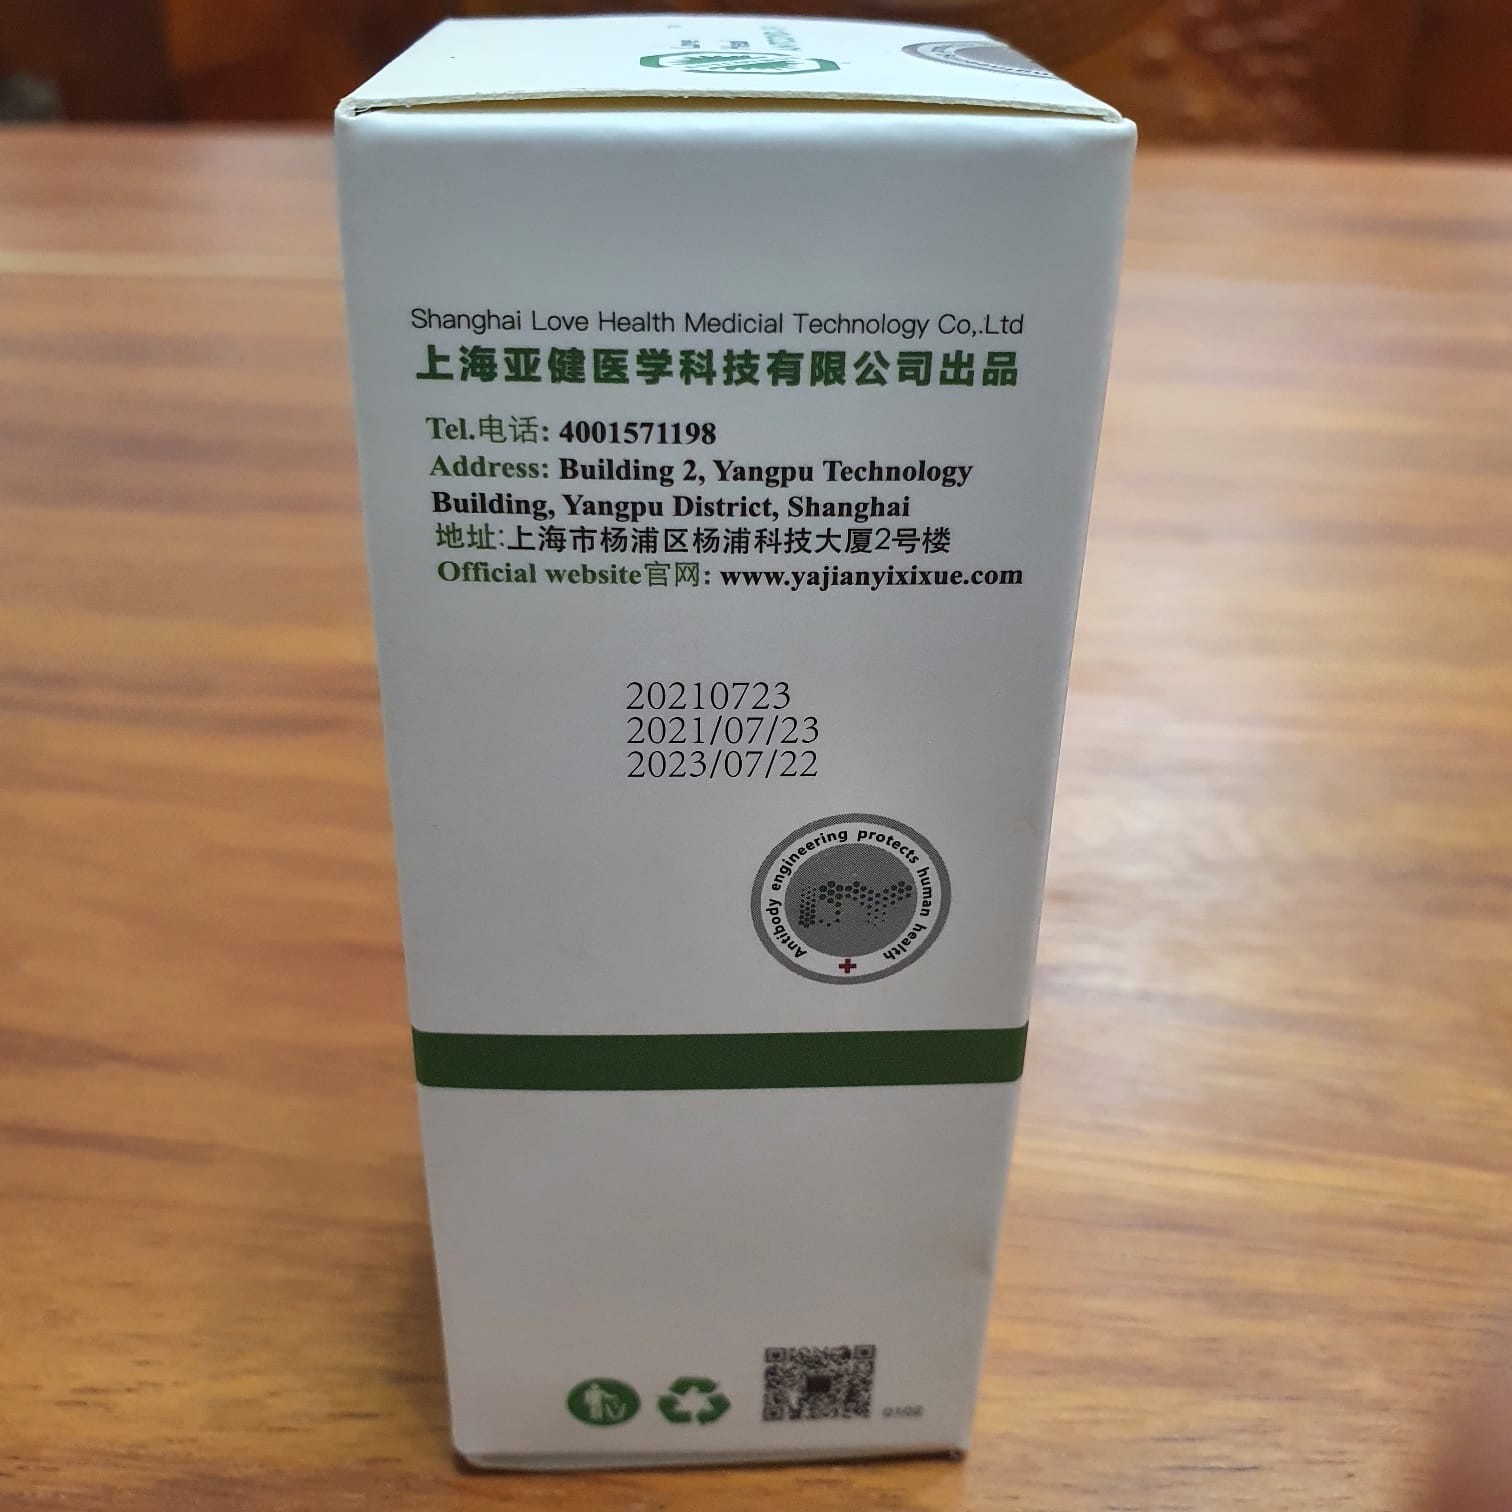 Shanghai Love Health Medicial Technology Co,.Ltd
上海亚健医学科技有限公司出品
Tel.电话: 4001571198
Address: Building 2, Yangpu Technology
Building, Yangpu District, Shanghai
地址:上海市杨浦区杨浦科技大厦2号楼
Official website官网: www.yajianyixixue.com
20210723
2021/07/23
2023/07/22
Antibody engineering protects human health